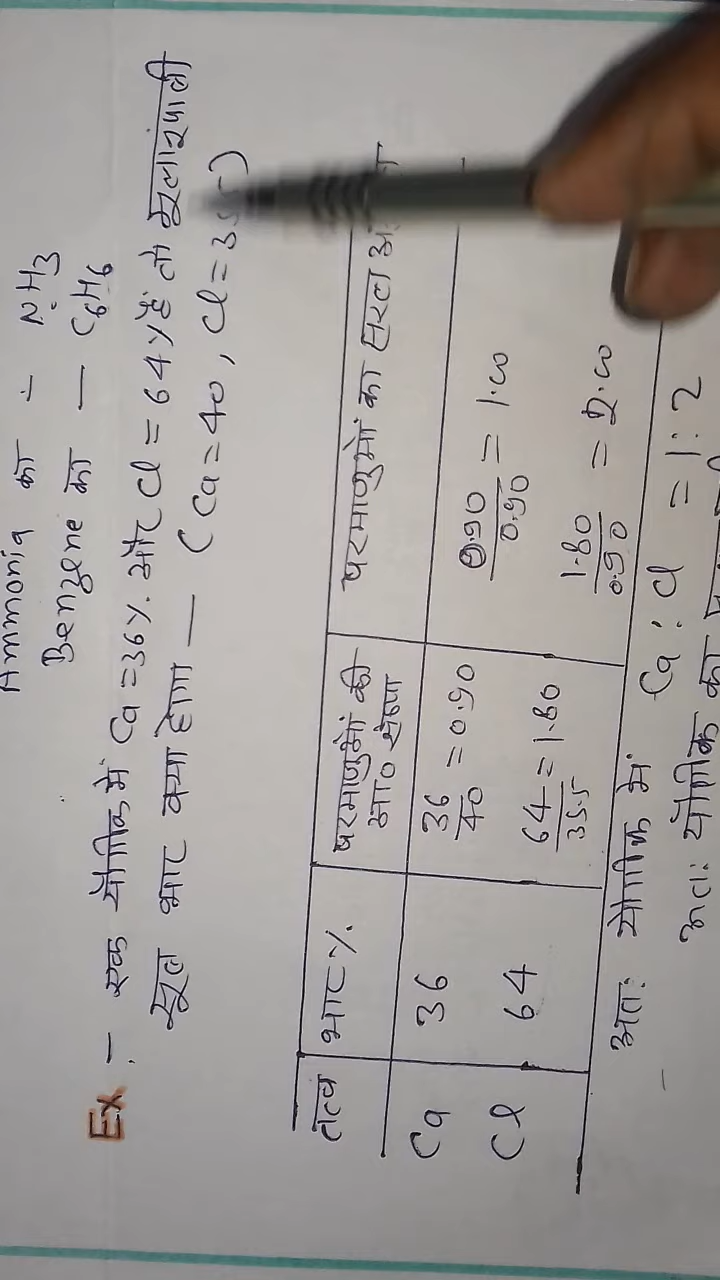 Ammonia का - NH3
Benzene का - C6H6
Ex. - एक यौगिक में Ca = 36%. और Cl = 64% है तो मूलानुपाती
मूल भार क्या होगा - (Ca = 40, Cl = 35.5)
तत्व भार% परमाणुओं की परमाणुओं का सरल
आ० संख्या
Ca 36 36/40 = 0.90 0.90/0.90 = 1.00
Cl 64 64/35.5 = 1.80 1.80/0.90 = 2.00
अतः यौगिक में Ca : Cl = 1 : 2
अतः यौगिक का